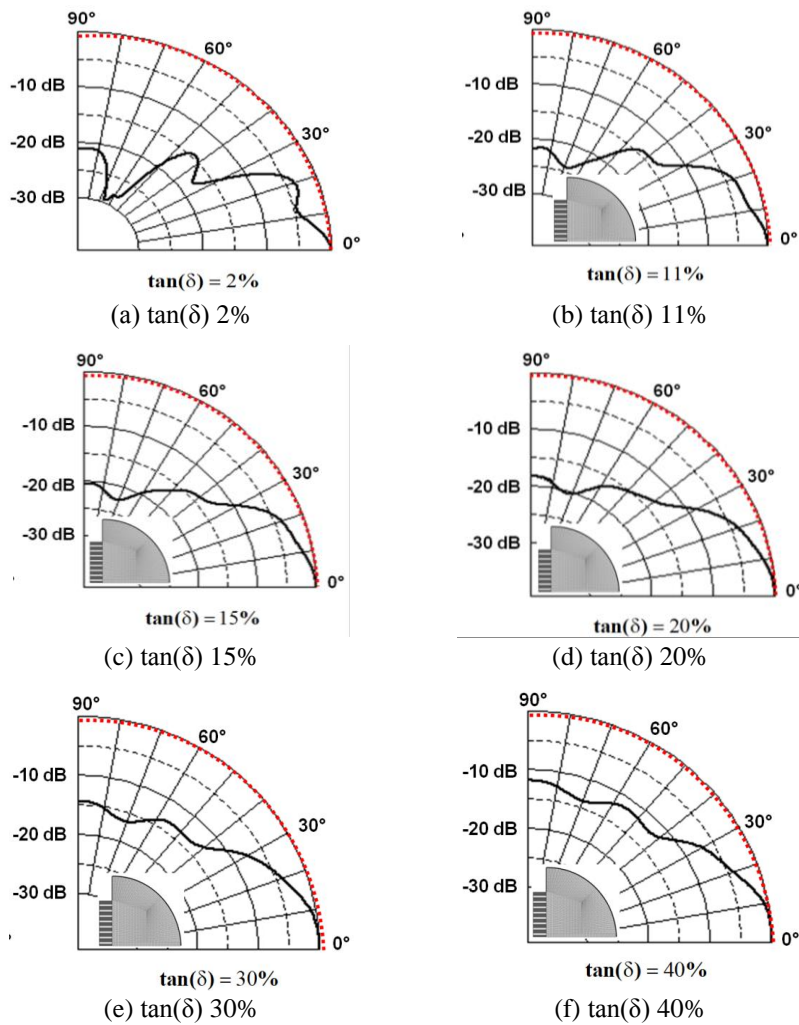 90°
60°
-10 dB
30°
-20 dB
-30 dB
0°
tan(δ) = 2%
(a) tan(δ) 2%
90°
60°
-10 dB
30°
-20 dB
-30 dB
0°
tan(δ) = 11%
(b) tan(δ) 11%
90°
60°
-10 dB
30°
-20 dB
-30 dB
0°
tan(δ) = 15%
(c) tan(δ) 15%
90°
60°
-10 dB
30°
-20 dB
-30 dB
0°
tan(δ) = 20%
(d) tan(δ) 20%
90°
60°
-10 dB
30°
-20 dB
-30 dB
0°
tan(δ) = 30%
(e) tan(δ) 30%
90°
60°
-10 dB
30°
-20 dB
-30 dB
0°
tan(δ) = 40%
(f) tan(δ) 40%